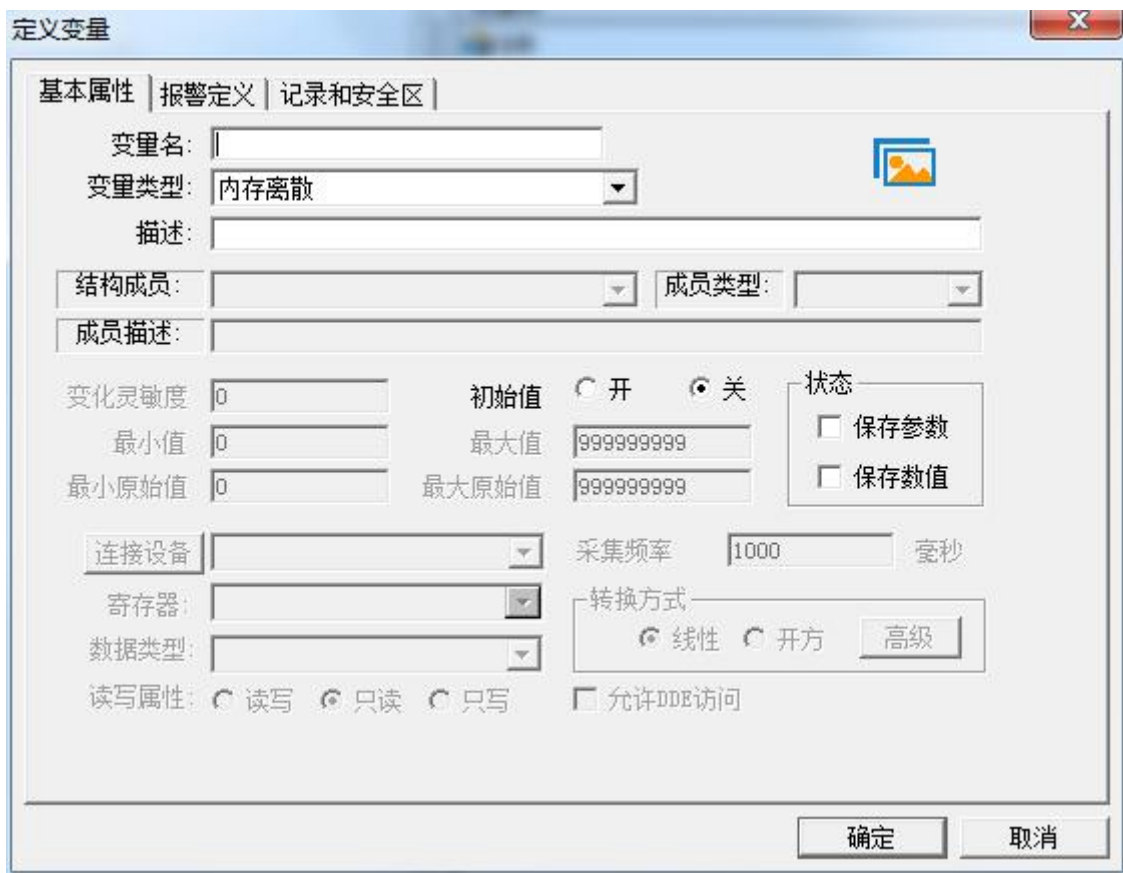 定义变量
X
基本属性 报警定义 记录和安全区
变量名:
变量类型: 内存离散
描述:
结构成员: 成员类型:
成员描述:
变化灵敏度 0 初始值 开 关 状态
最小值 0 最大值 999999999 保存参数
最小原始值 0 最大原始值 999999999 保存数值
连接设备 采集频率 1000 毫秒
寄存器: 转换方式
数据类型: 线性 开方 高级
读写属性: 读写 只读 只写 允许DDE访问
确定 取消